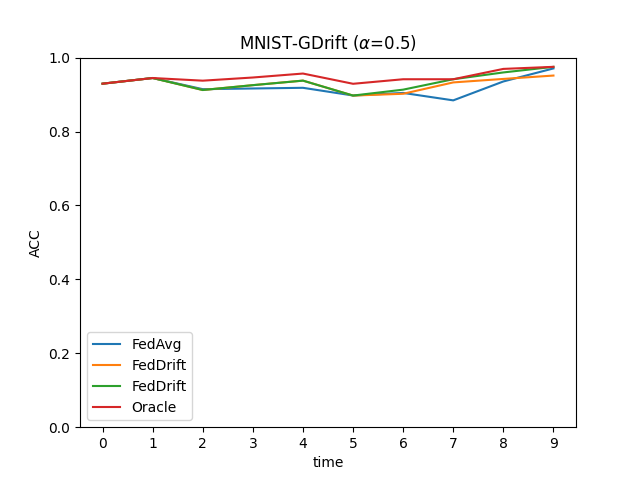 MNIST-GDrift (α=0.5)
ACC
1.0
0.8
0.6
0.4
0.2
0.0
FedAvg
FedDrift
FedDrift
Oracle
0 1 2 3 4 5 6 7 8 9
time